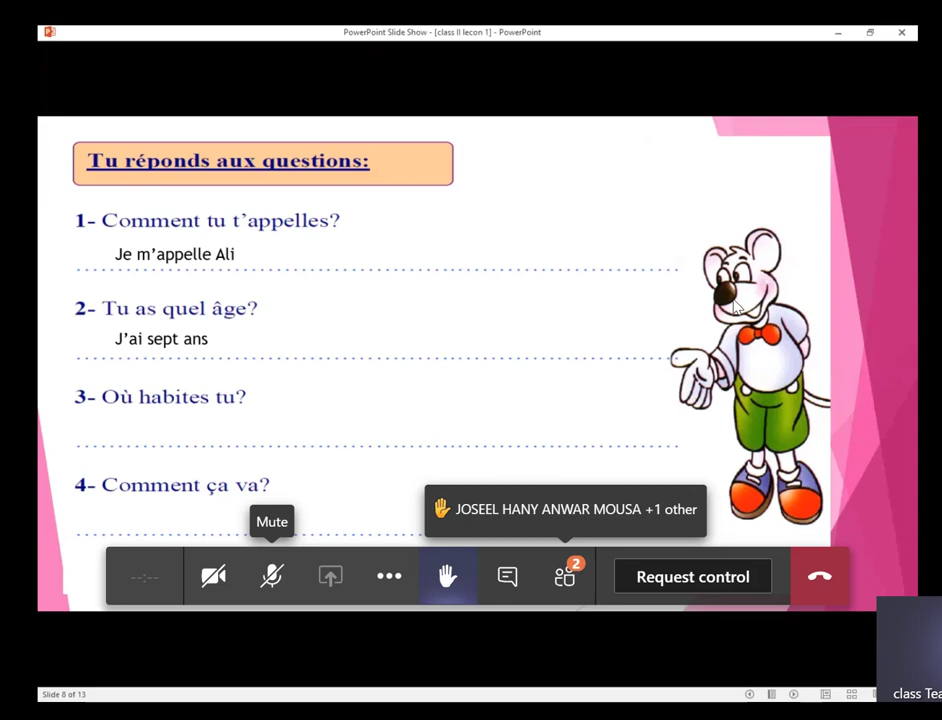 PowerPoint Slide Show - [class II lecon 1] - PowerPoint
Tu réponds aux questions:
1- Comment tu t’appelles?
Je m’appelle Ali
2- Tu as quel âge?
J’ai sept ans
3- Où habites tu?
4- Comment ça va?
Mute
JOSEEL HANY ANWAR MOUSA +1 other
--:--
2
Request control
Slide 8 of 13
class Tea